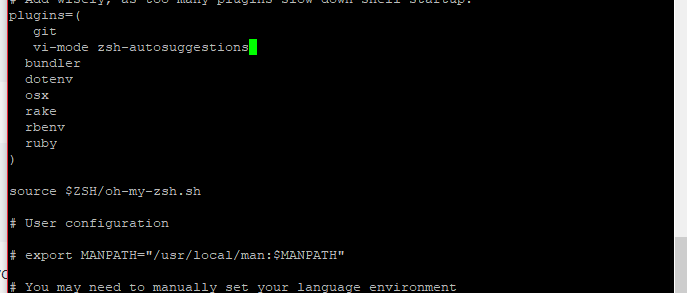 # Add wisely, as too many plugins slow down shell startup.
plugins=(
git
vi-mode zsh-autosuggestions
bundler
dotenv
osx
rake
rbenv
ruby
)
source $ZSH/oh-my-zsh.sh
# User configuration
# export MANPATH="/usr/local/man:$MANPATH"
# You may need to manually set your language environment